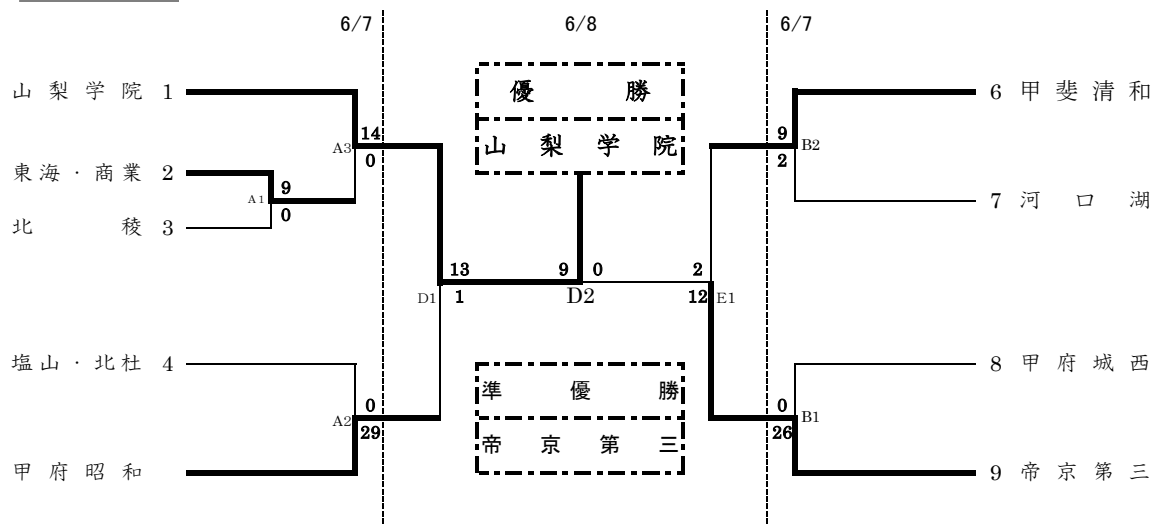 6/7 6/8 6/7
優勝
山梨学院
山梨学院 1
A3 14
0
東海・商業 2
A1 9
0
北稜 3
D1 13
1
9 0
D2
塩山・北杜 4
A2 0
29
甲府昭和
準優勝
帝京第三
6 甲斐清和
9 B2
2
7 河口湖
2
12 E1
8 甲府城西
0 B1
26
9 帝京第三